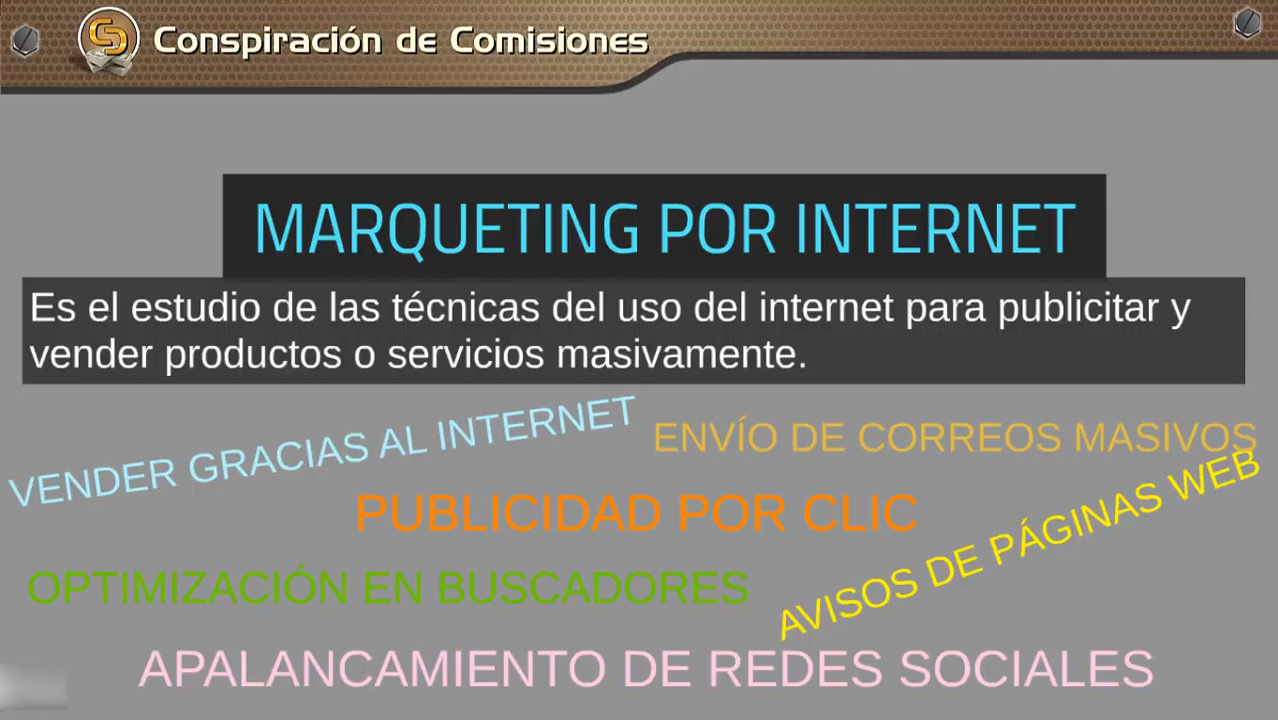 Conspiración de Comisiones
MARQUETING POR INTERNET
Es el estudio de las técnicas del uso del internet para publicitar y
vender productos o servicios masivamente.
VENDER GRACIAS AL INTERNET
ENVÍO DE CORREOS MASIVOS
PUBLICIDAD POR CLIC
AVISOS DE PÁGINAS WEB
OPTIMIZACIÓN EN BUSCADORES
APALANCAMIENTO DE REDES SOCIALES